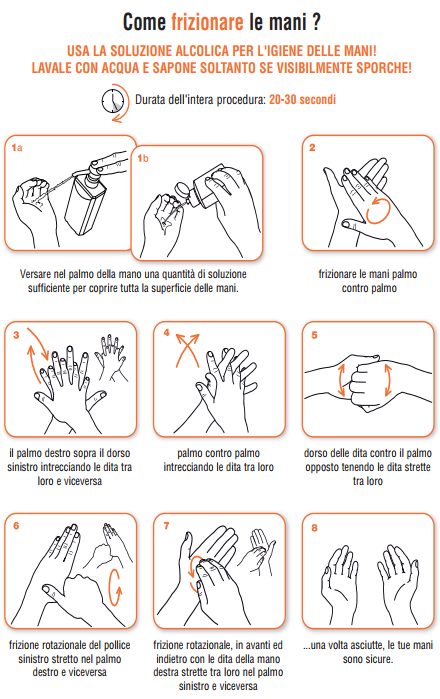 Come frizionare le mani ?
USA LA SOLUZIONE ALCOLICA PER L'IGIENE DELLE MANI!
LAVALE CON ACQUA E SAPONE SOLTANTO SE VISIBILMENTE SPORCHE!
Durata dell'intera procedura: 20-30 secondi
1a
1b
2
Versare nel palmo della mano una quantità di soluzione
sufficiente per coprire tutta la superficie delle mani.
frizionare le mani palmo
contro palmo
3
4
5
il palmo destro sopra il dorso
sinistro intrecciando le dita tra
loro e viceversa
palmo contro palmo
intrecciando le dita tra loro
dorso delle dita contro il palmo
opposto tenendo le dita strette
tra loro
6
7
8
frizione rotazionale del pollice
sinistro stretto nel palmo
destro e viceversa
frizione rotazionale, in avanti ed
indietro con le dita della mano
destra strette tra loro nel palmo
sinistro e viceversa
...una volta asciutte, le tue mani
sono sicure.